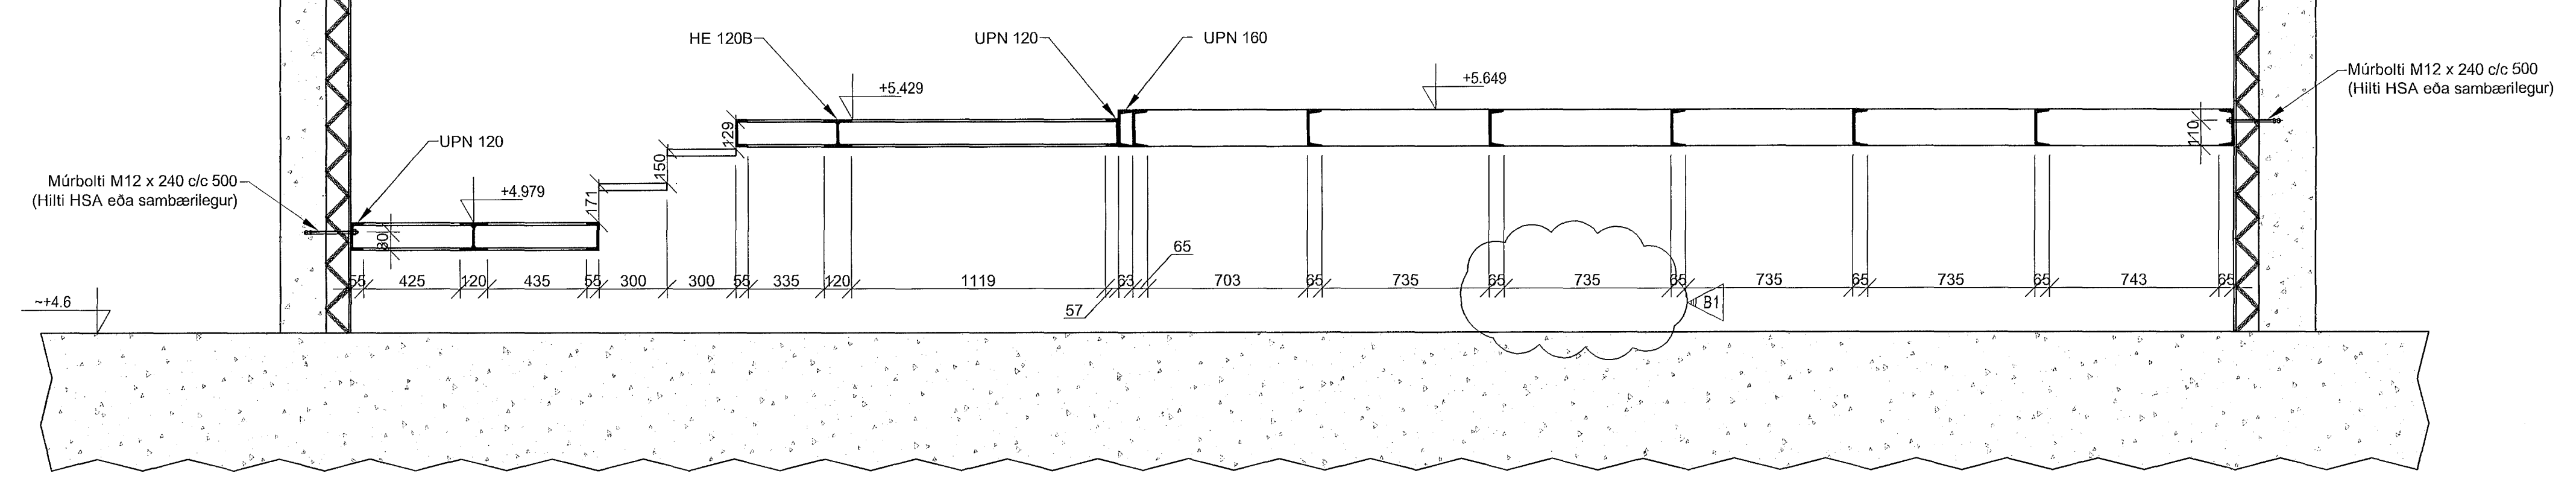 HE 120B
UPN 120
UPN 160
+5.429
+5.649
Múrbolti M12 x 240 c/c 500
(Hilti HSA eða sambærilegur)
UPN 120
129
150
110
Múrbolti M12 x 240 c/c 500
(Hilti HSA eða sambærilegur)
+4.979
171
80
65
55 425 120 435 55 300 300 55 335 120 1119 63 703 65 735 65 735 65 735 65 735 65 743 65
57
B1
~+4.6